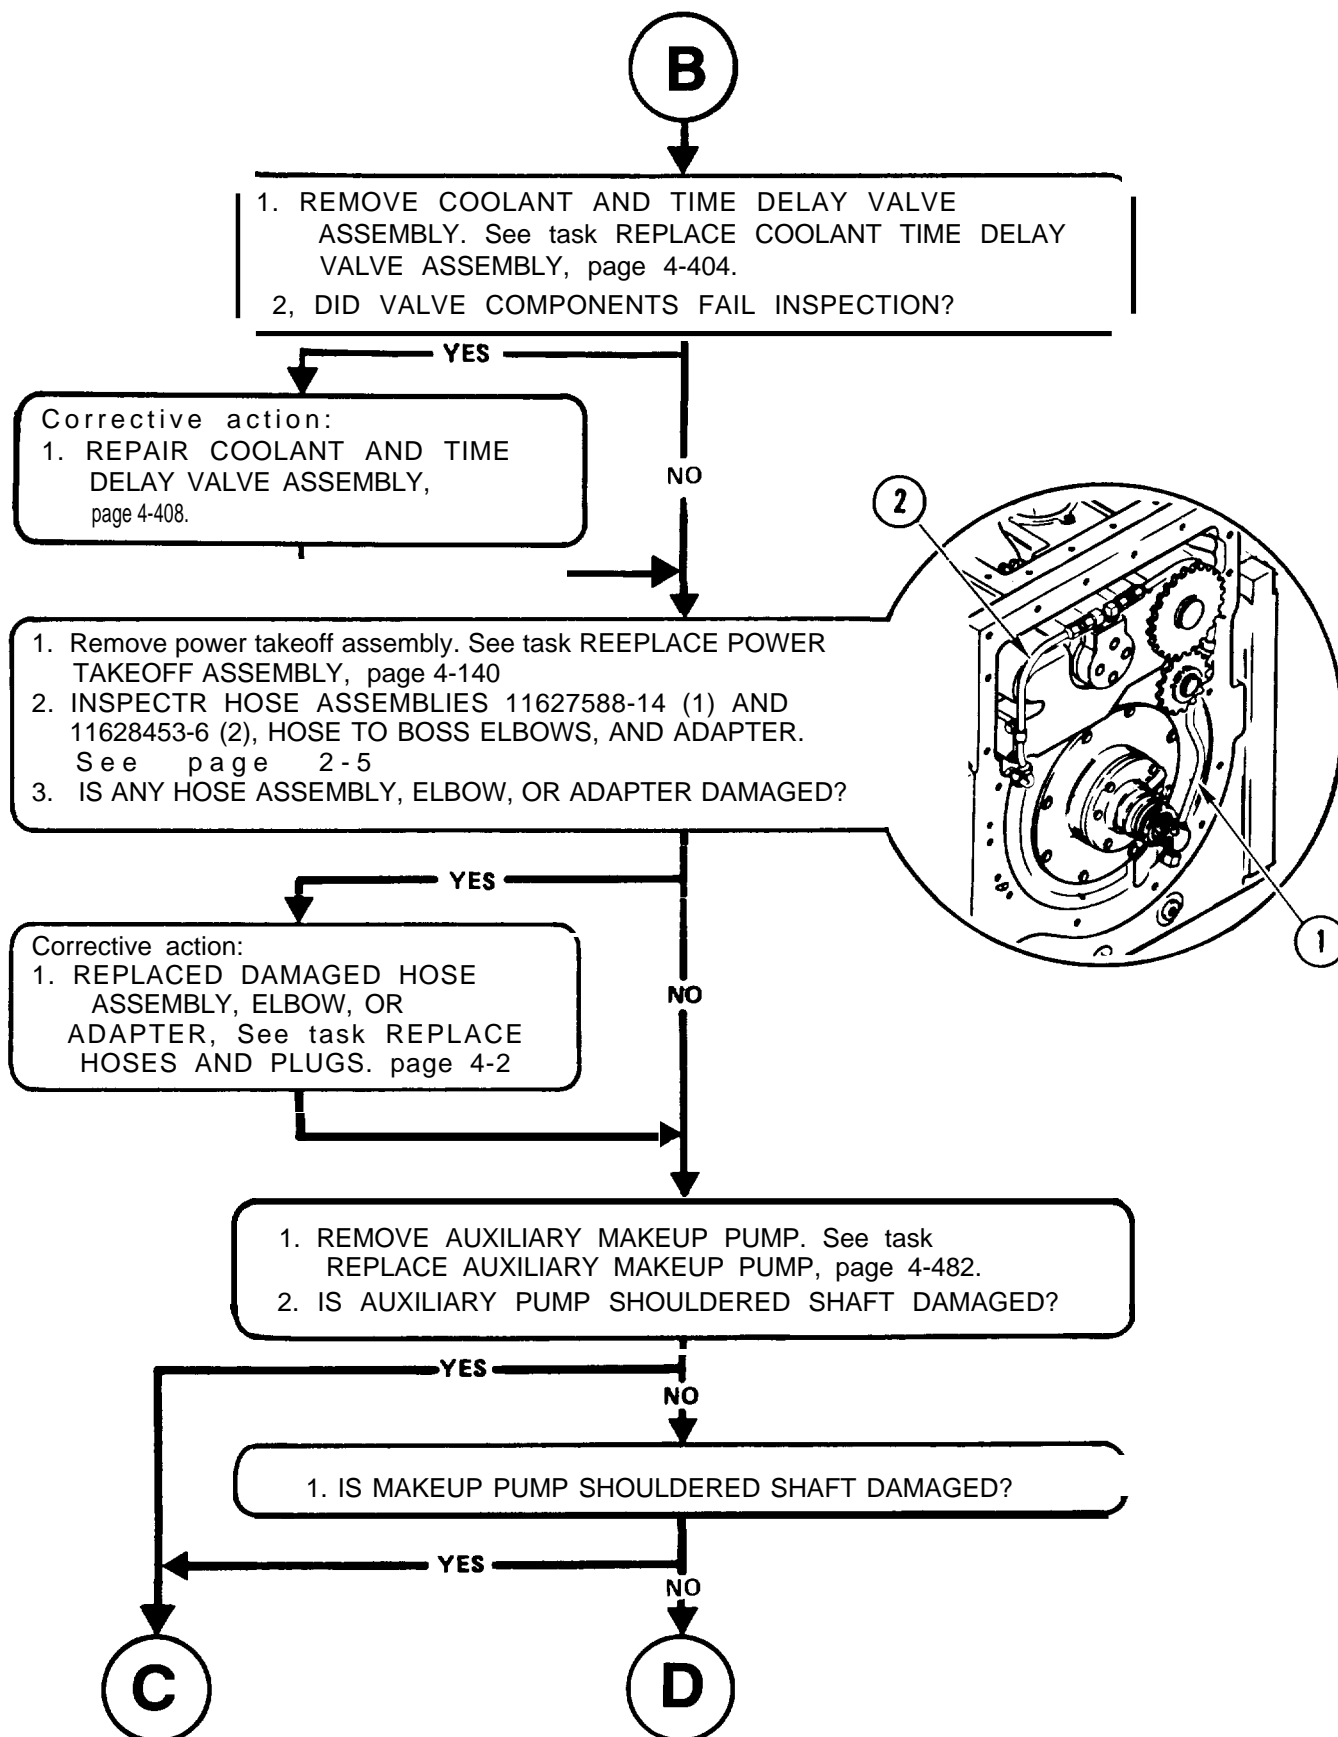 B
1. REMOVE COOLANT AND TIME DELAY VALVE
ASSEMBLY. See task REPLACE COOLANT TIME DELAY
VALVE ASSEMBLY, page 4-404.
2, DID VALVE COMPONENTS FAIL INSPECTION?
YES
Corrective action:
1. REPAIR COOLANT AND TIME
DELAY VALVE ASSEMBLY,
page 4-408.
NO
2
1. Remove power takeoff assembly. See task REEPLACE POWER
TAKEOFF ASSEMBLY, page 4-140
2. INSPECTR HOSE ASSEMBLIES 11627588-14 (1) AND
11628453-6 (2), HOSE TO BOSS ELBOWS, AND ADAPTER.
See page 2-5
3. IS ANY HOSE ASSEMBLY, ELBOW, OR ADAPTER DAMAGED?
1
YES
Corrective action:
1. REPLACED DAMAGED HOSE
ASSEMBLY, ELBOW, OR
ADAPTER, See task REPLACE
HOSES AND PLUGS. page 4-2
NO
1. REMOVE AUXILIARY MAKEUP PUMP. See task
REPLACE AUXILIARY MAKEUP PUMP, page 4-482.
2. IS AUXILIARY PUMP SHOULDERED SHAFT DAMAGED?
YES
NO
1. IS MAKEUP PUMP SHOULDERED SHAFT DAMAGED?
YES
NO
C
D